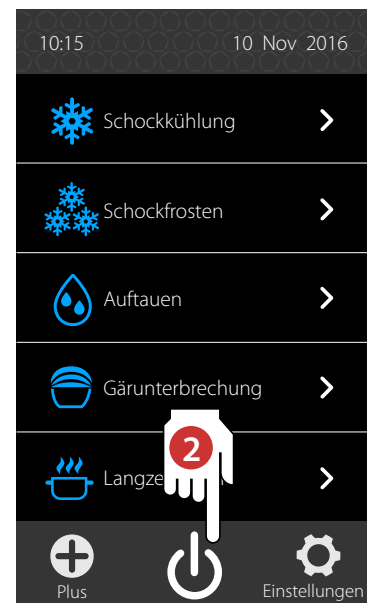 10:15 10 Nov 2016
Schockkühlung
Schockfrosten
Auftauen
Gärunterbrechung
2
Plus Einstellungen